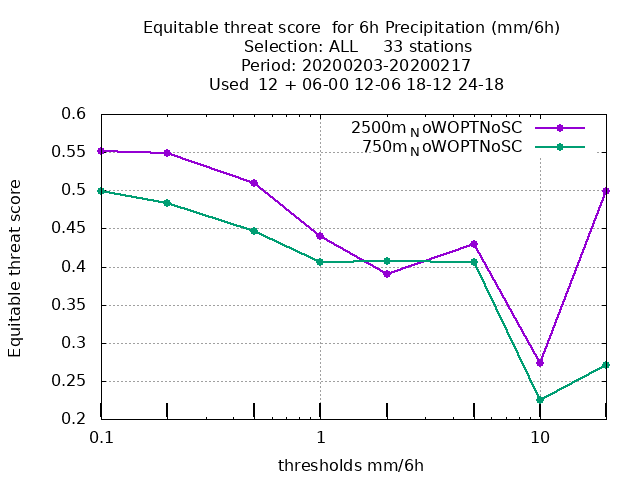 Equitable threat score  for 6h Precipitation (mm/6h)
Selection: ALL     33 stations
Period: 20200203-20200217
Used  12 + 06-00 12-06 18-12 24-18
2500m_NoWOPTNoSC
750m_NoWOPTNoSC
Equitable threat score
0.6
0.55
0.5
0.45
0.4
0.35
0.3
0.25
0.2
0.1 1 10
thresholds mm/6h